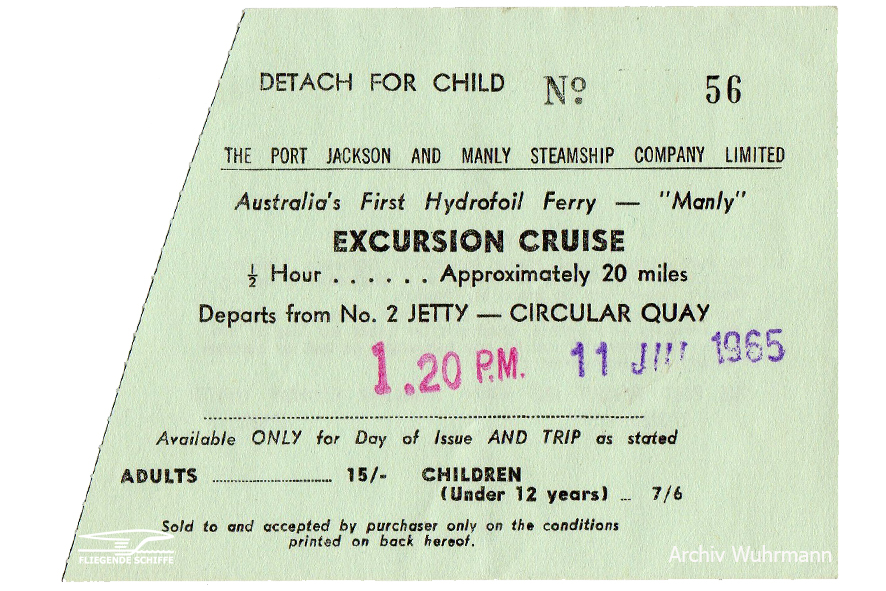 DETACH FOR CHILD Nº 56
THE PORT JACKSON AND MANLY STEAMSHIP COMPANY LIMITED
Australia's First Hydrofoil Ferry — "Manly"
EXCURSION CRUISE
½ Hour . . . . . . Approximately 20 miles
Departs from No. 2 JETTY — CIRCULAR QUAY
1.20 P.M. 11 1965
Available ONLY for Day of Issue AND TRIP as stated
ADULTS ........ 15/- CHILDREN
(Under 12 years) ... 7/6
Sold to and accepted by purchaser only on the conditions
printed on back hereof.
FLIEGENDE SCHIFFE
Archiv Wuhrmann